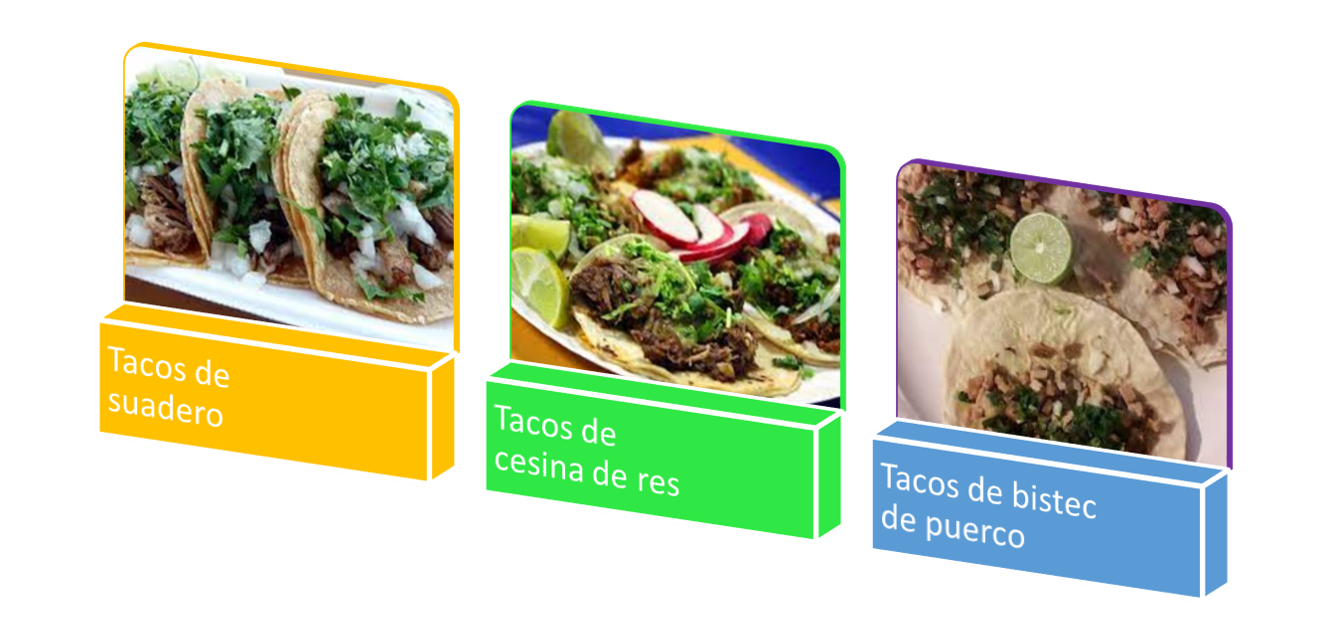 Tacos de
suadero
Tacos de
cesina de res
Tacos de bistec
de puerco